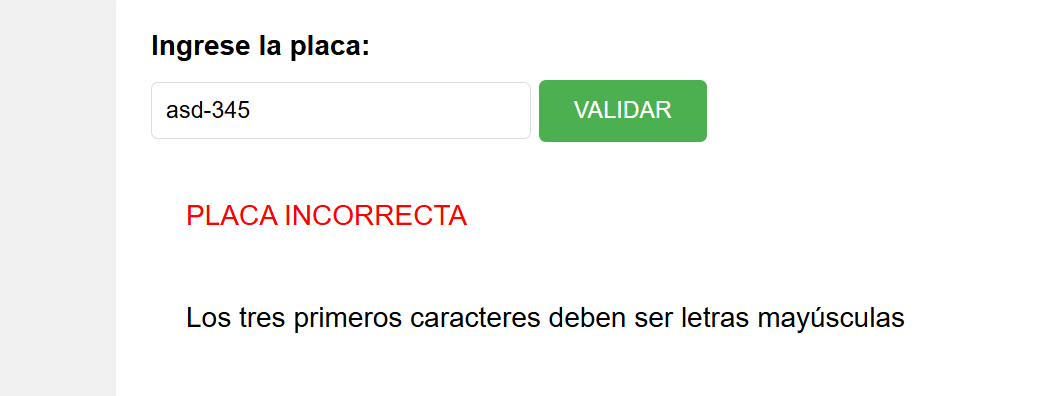 Ingrese la placa:
asd-345 VALIDAR
PLACA INCORRECTA
Los tres primeros caracteres deben ser letras mayúsculas